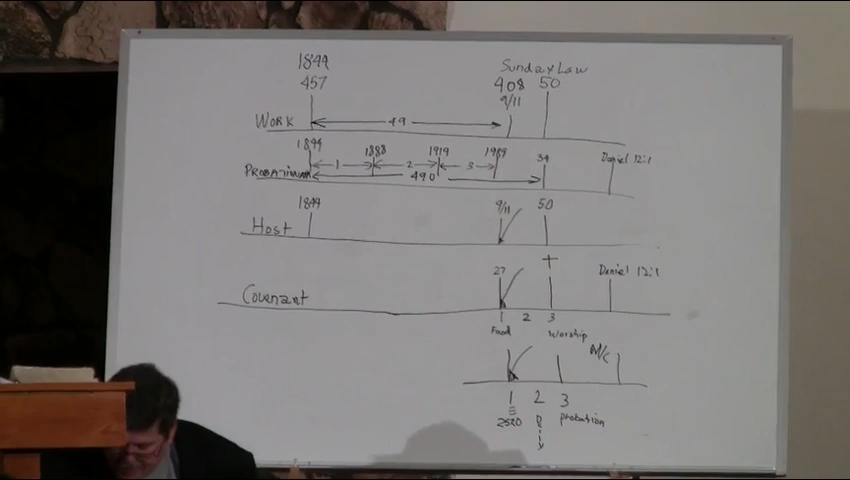 1844 Sunday Law
457 408 50
9/11
WORK 49
1844 1888 1919 1989 34 Daniel 12:1
1 2 3
PROBATION 490
1844 9/11 50
Host
27 + Daniel 12:1
Covenant
1 2 3
Food Worship
M/C
1 2 3
2520 probation